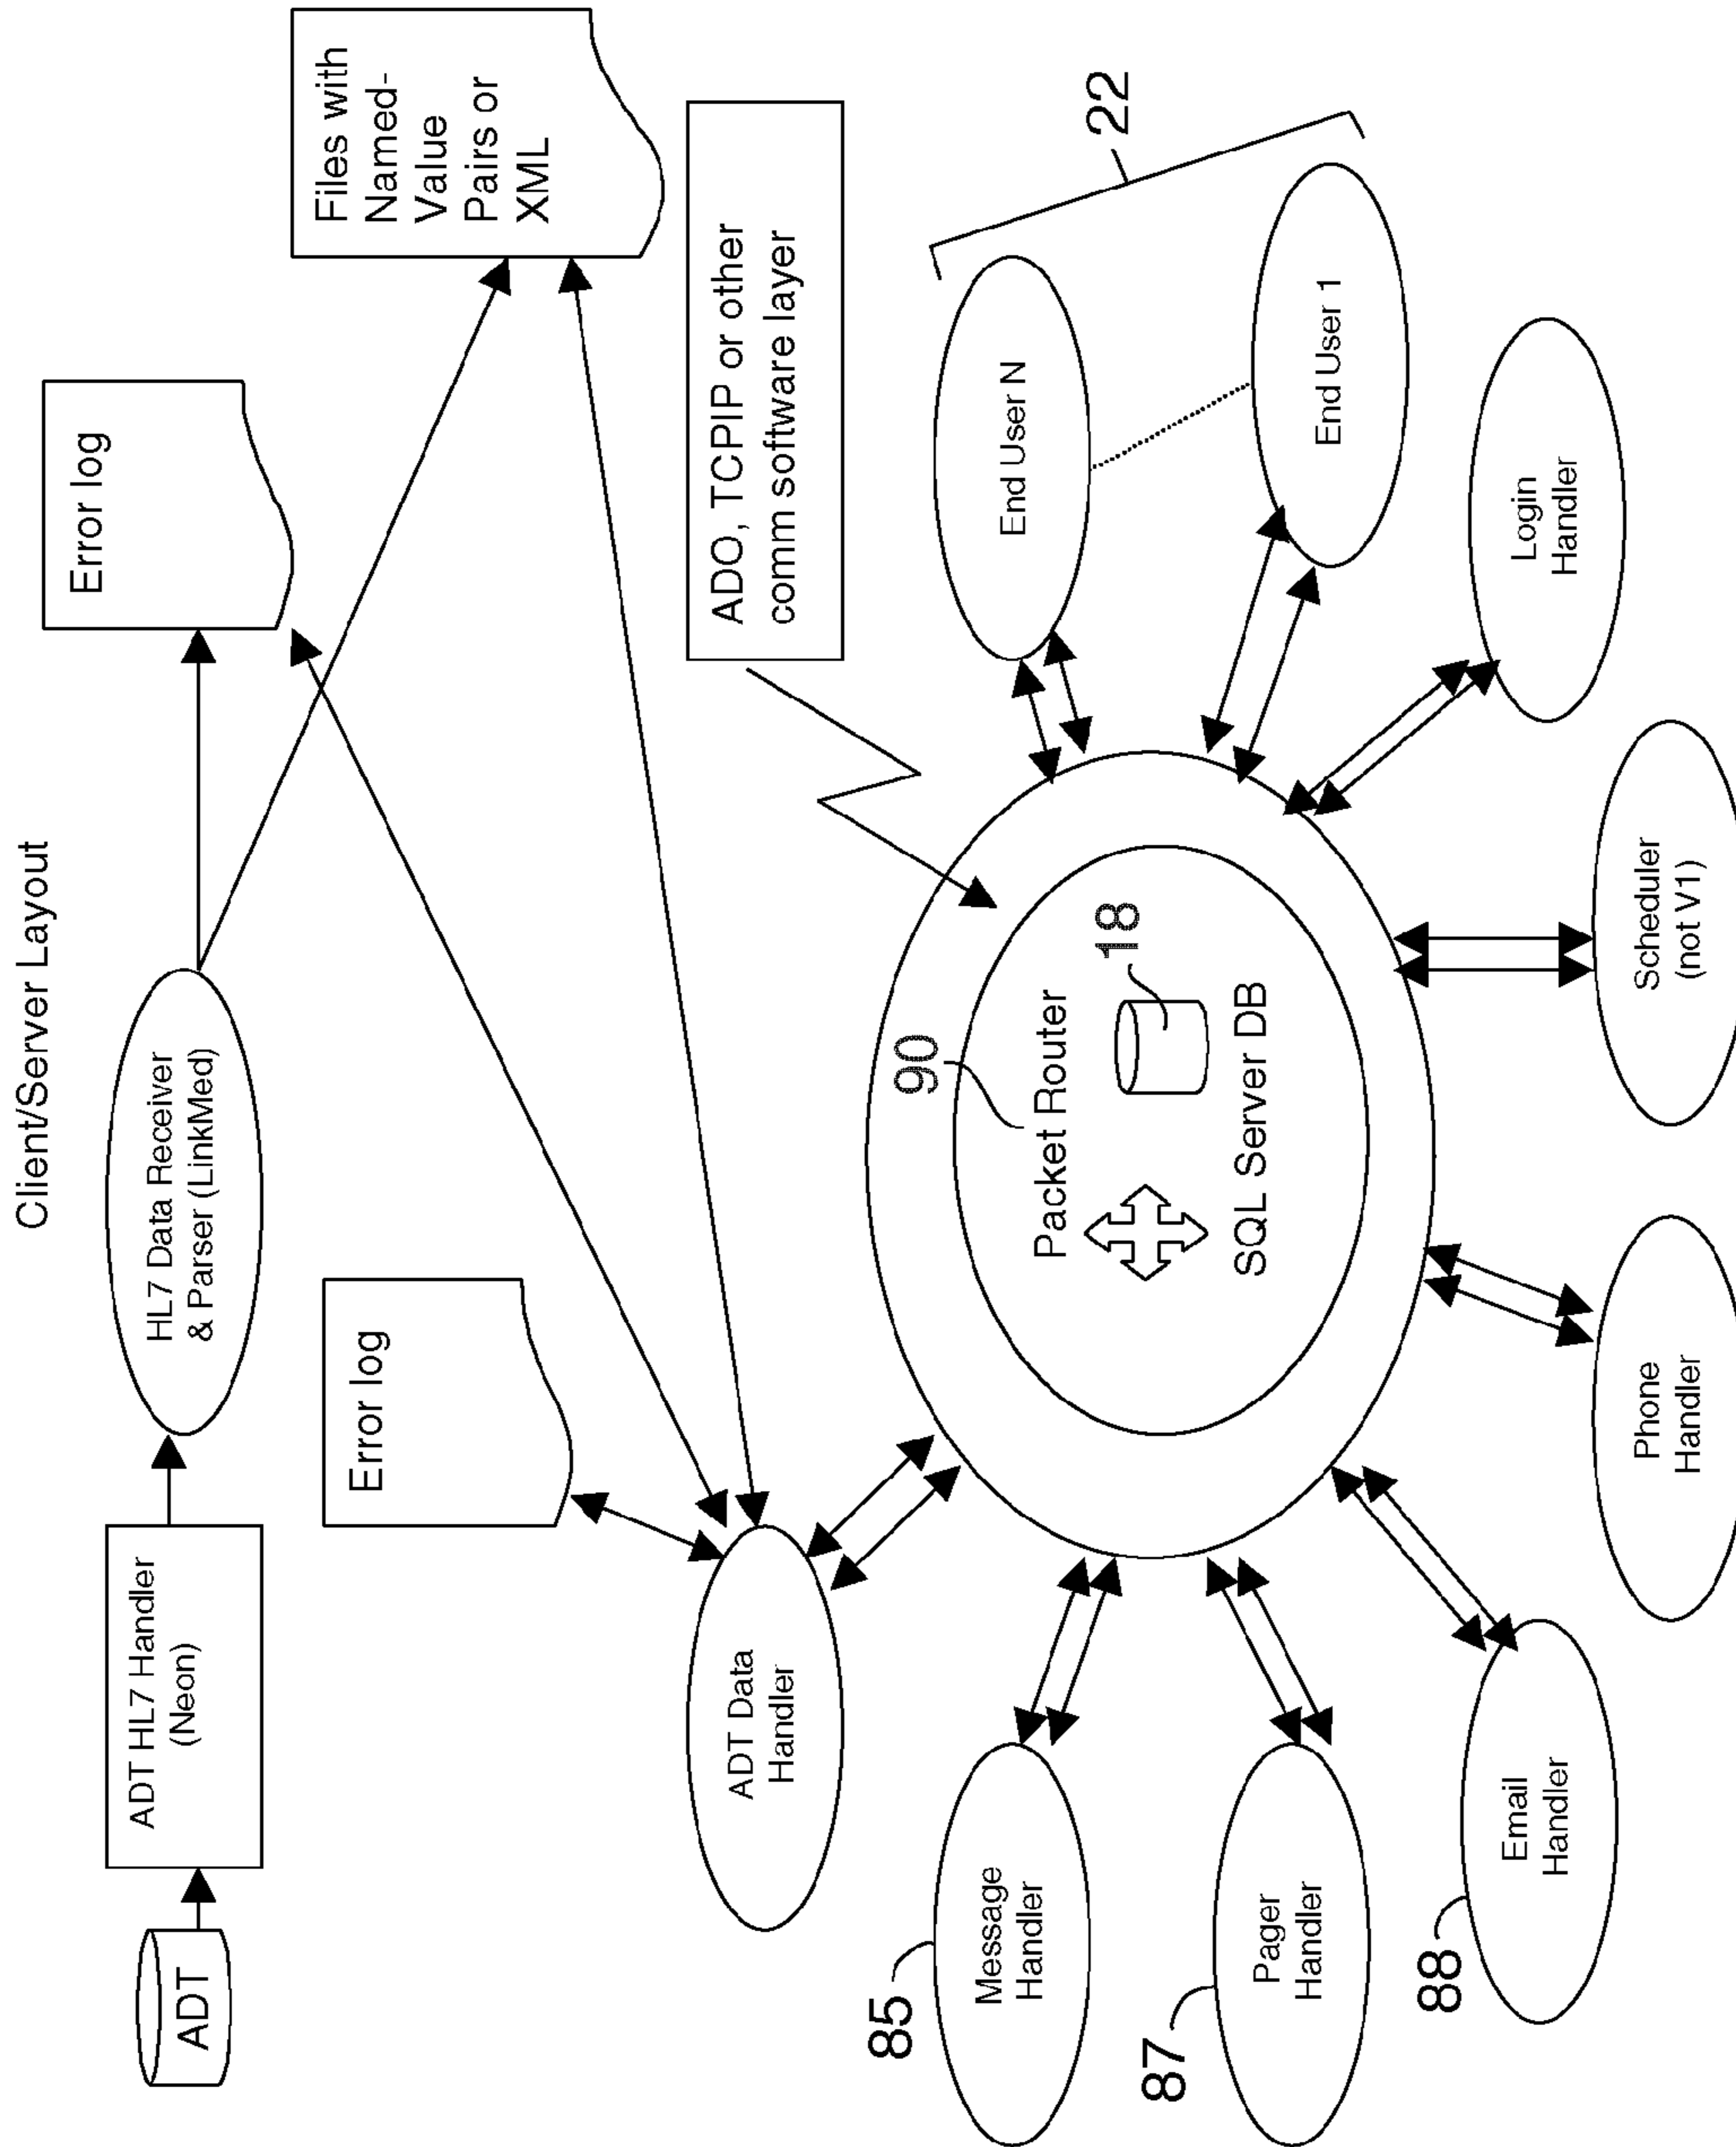 Client/Server Layout
ADT
ADT HL7 Handler
(Neon)
HL7 Data Receiver
& Parser (LinkMed)
Error log
Files with
Named-
Value
Pairs or
XML
Error log
ADO, TCPIP or other
comm software layer
ADT Data
Handler
90
Packet Router
18
SQL Server DB
22
End User N
End User 1
Login
Handler
Scheduler
(not V1)
Phone
Handler
88
Email
Handler
87
Pager
Handler
85
Message
Handler